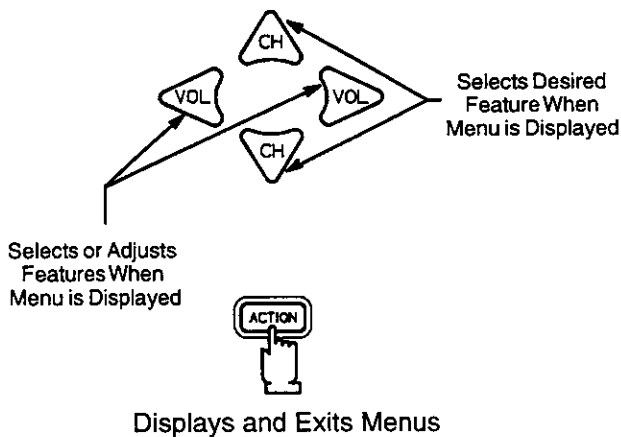 CH
VOL
VOL
CH
Selects Desired
Feature When
Menu is Displayed
Selects or Adjusts
Features When
Menu is Displayed
ACTION
Displays and Exits Menus